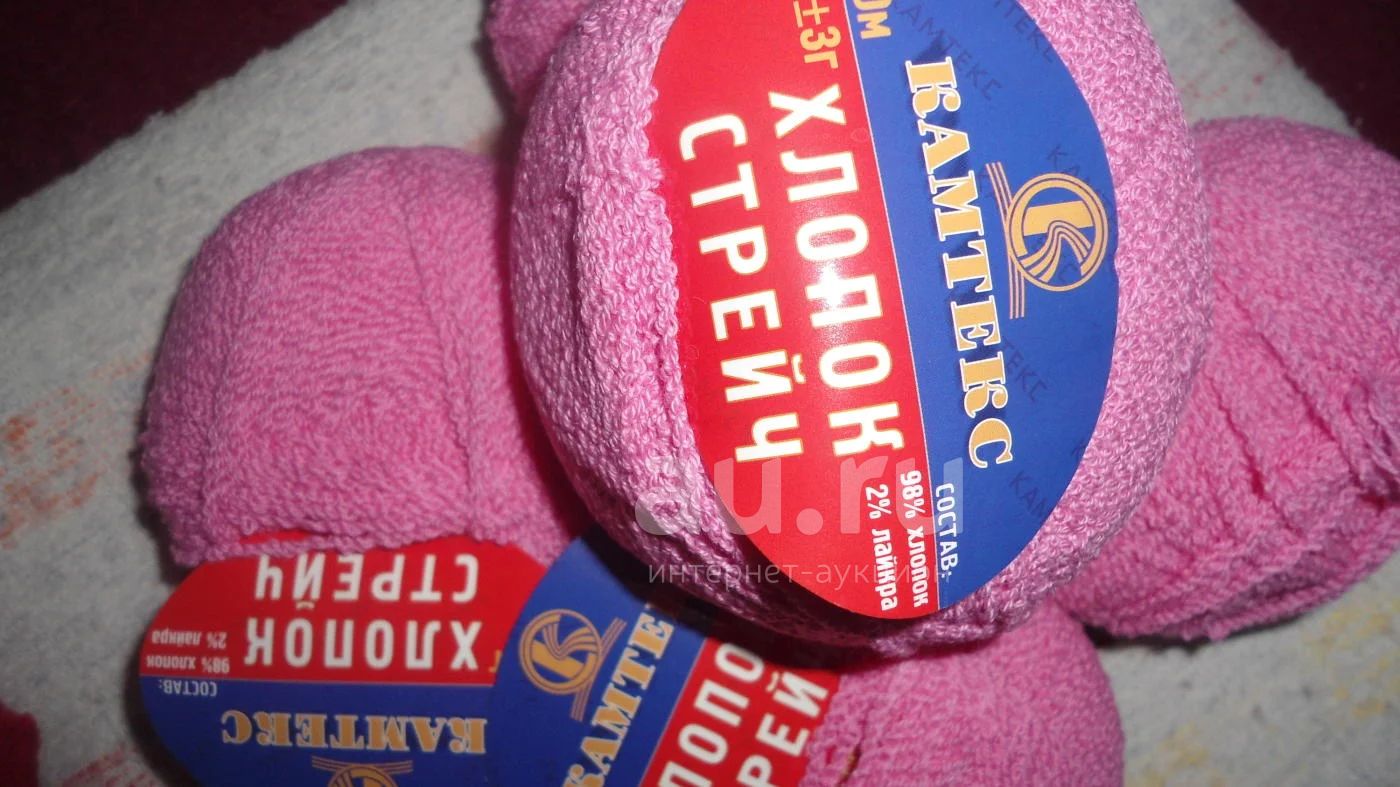 ±3г
КАМТЕКС
ХЛОПОК
СТРЕЙЧ
СОСТАВ:
98% хлопок
2% лайкра
КАМТЕКС
КАМТЕКС
СОСТАВ:
98% хлопок
2% лайкра
ХЛОПОК
СТРЕЙЧ
au.ru
интернет-аукцион